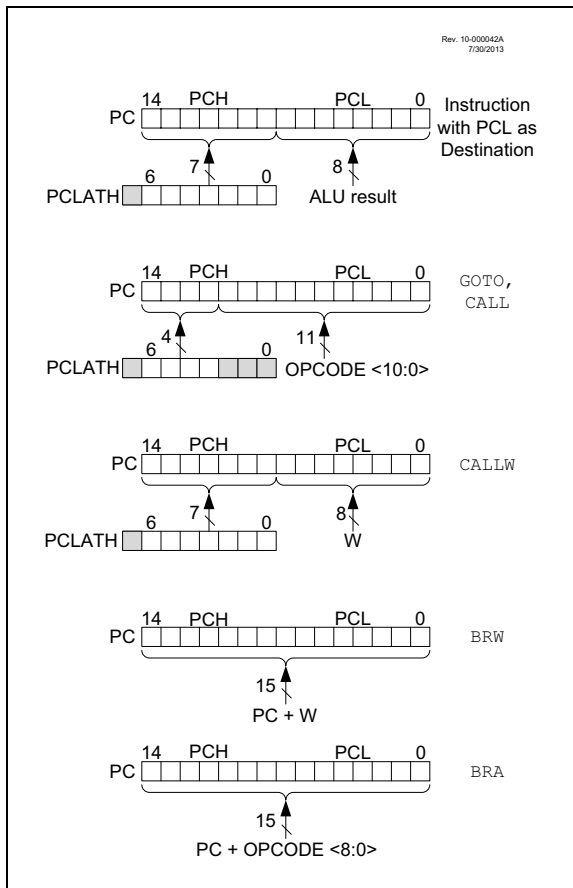 Rev. 10-000042A
7/30/2013
14 PCH PCL 0
PC
Instruction
with PCL as
Destination
6 7 0 8
PCLATH ALU result
14 PCH PCL 0
PC
GOTO,
CALL
6 4 0 11
PCLATH OPCODE <10:0>
14 PCH PCL 0
PC CALLW
6 7 0 8
PCLATH W
14 PCH PCL 0
PC BRW
15
PC + W
14 PCH PCL 0
PC BRA
15
PC + OPCODE <8:0>